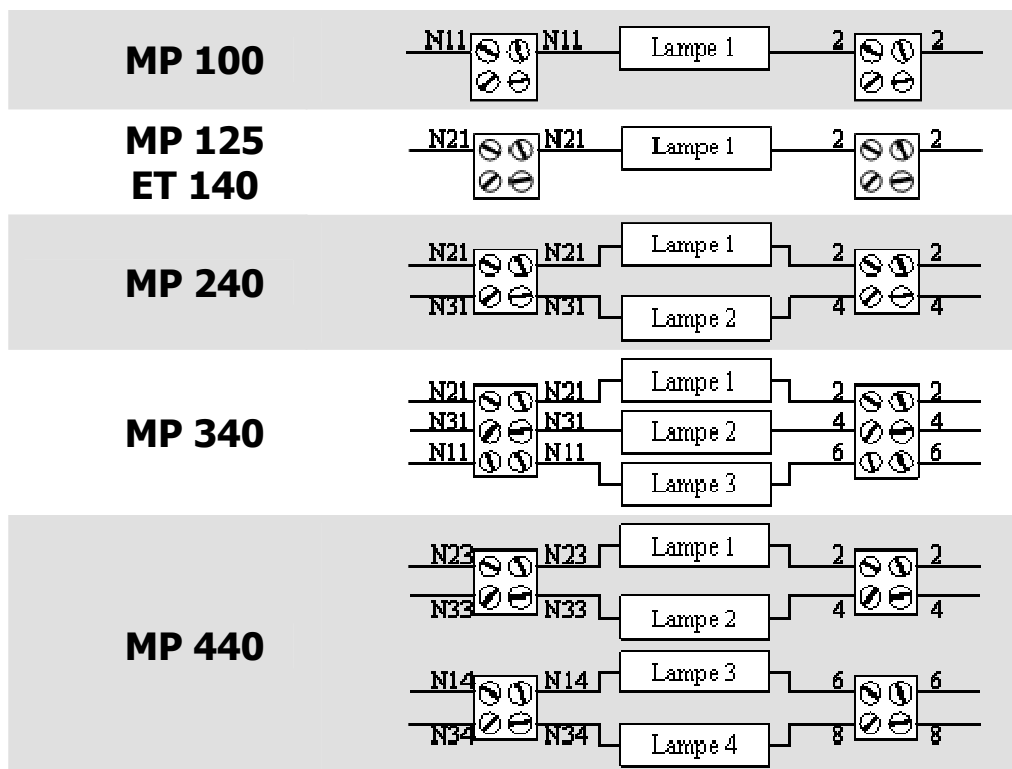 MP 100
N11 N11 Lampe 1 2 2
MP 125
ET 140
N21 N21 Lampe 1 2 2
MP 240
N21 N21 Lampe 1 2 2
N31 N31 Lampe 2 4 4
MP 340
N21 N21 Lampe 1 2 2
N31 N31 Lampe 2 4 4
N11 N11 Lampe 3 6 6
MP 440
N23 N23 Lampe 1 2 2
N33 N33 Lampe 2 4 4
N14 N14 Lampe 3 6 6
N34 N34 Lampe 4 8 8